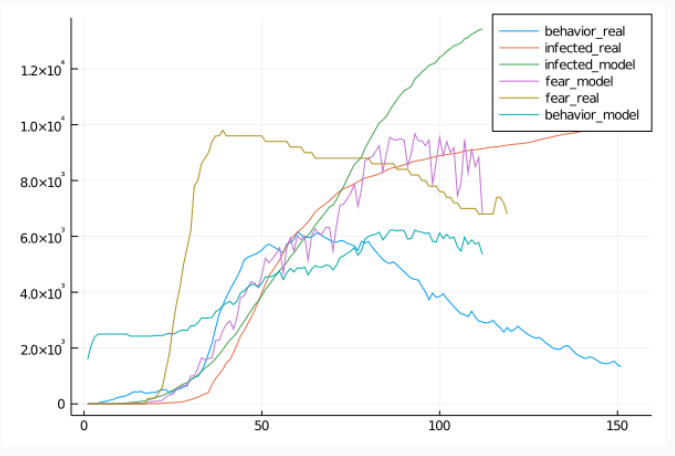 behavior_real
infected_real
infected_model
fear_model
fear_real
behavior_model
1.2×10⁴
1.0×10⁴
8.0×10³
6.0×10³
4.0×10³
2.0×10³
0
0 50 100 150